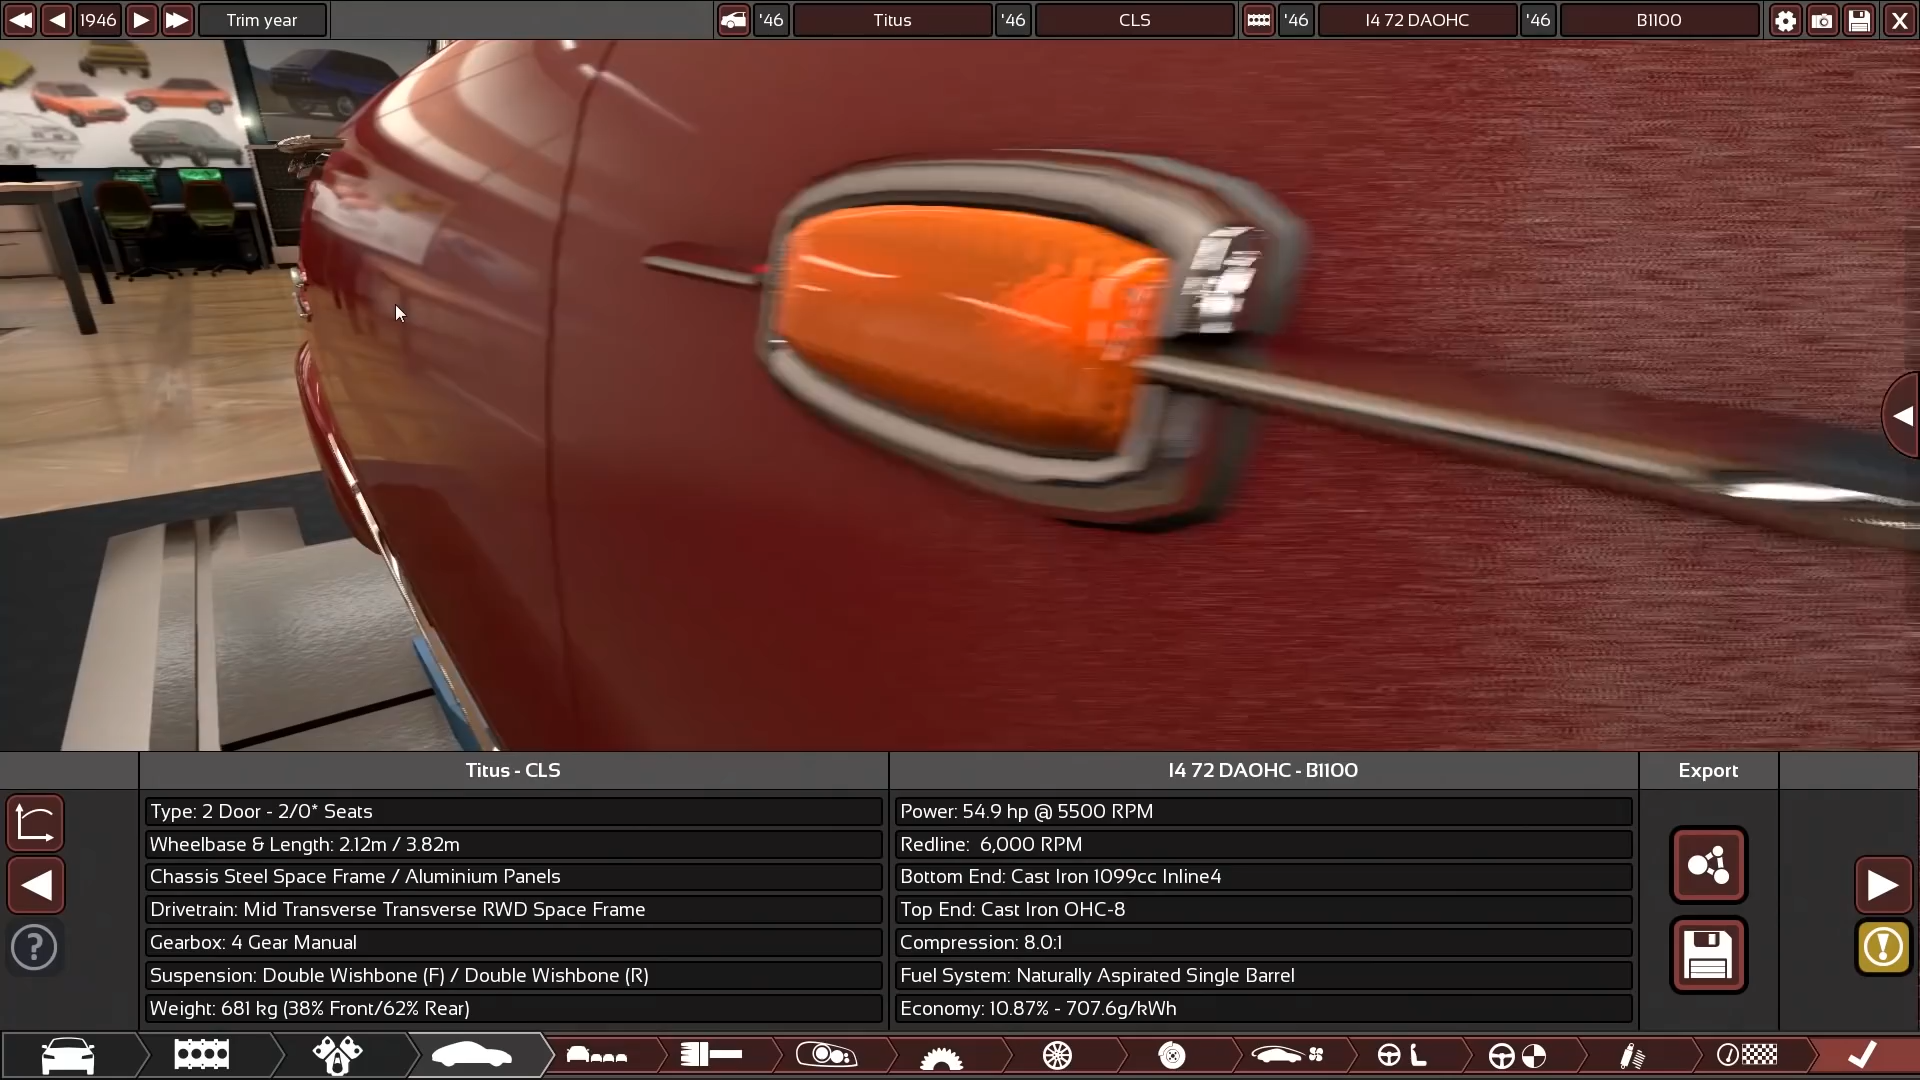 1946
Trim year
'46
Titus
'46
CLS
'46
I4 72 DAOHC
'46
B1100
X
Titus - CLS
Type: 2 Door - 2/0* Seats
Wheelbase & Length: 2.12m / 3.82m
Chassis Steel Space Frame / Aluminium Panels
Drivetrain: Mid Transverse Transverse RWD Space Frame
Gearbox: 4 Gear Manual
Suspension: Double Wishbone (F) / Double Wishbone (R)
Weight: 681 kg (38% Front/62% Rear)
I4 72 DAOHC - B1100
Power: 54.9 hp @ 5500 RPM
Redline: 6,000 RPM
Bottom End: Cast Iron 1099cc Inline4
Top End: Cast Iron OHC-8
Compression: 8.0:1
Fuel System: Naturally Aspirated Single Barrel
Economy: 10.87% - 707.6g/kWh
Export
?
!